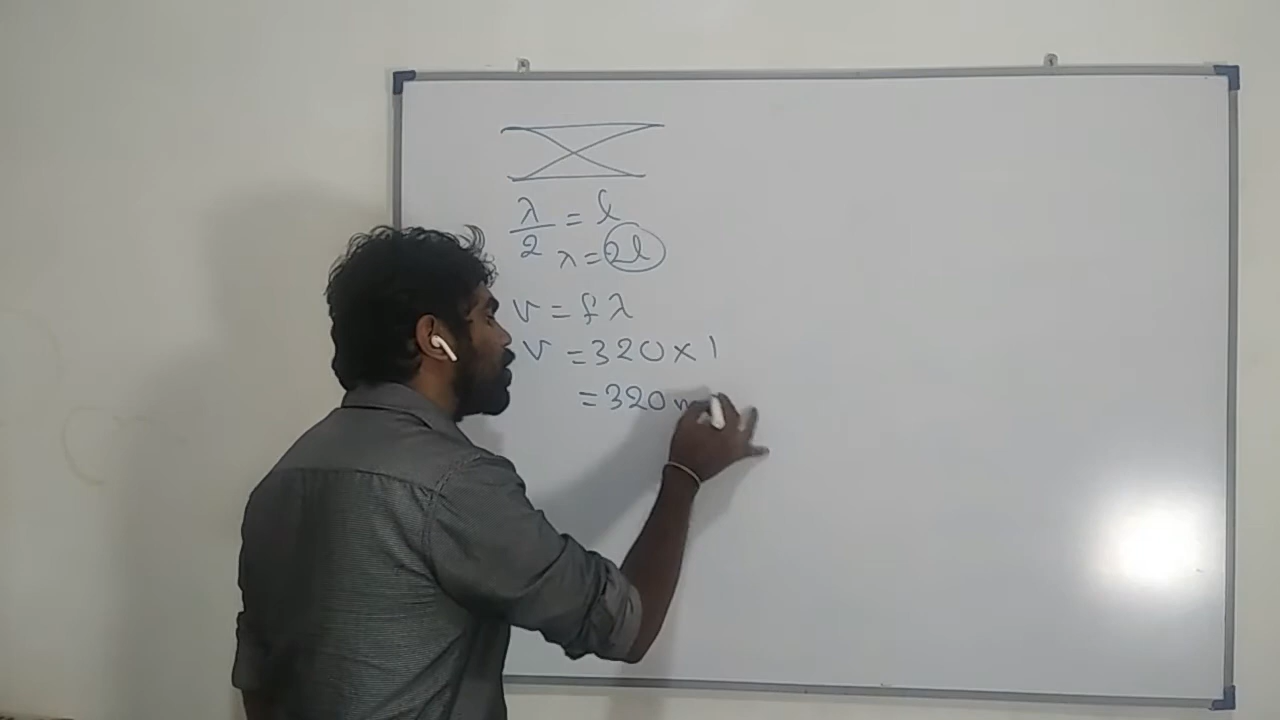 λ/2 = l
λ = 2l
v = f λ
v = 320 × 1
= 320 m